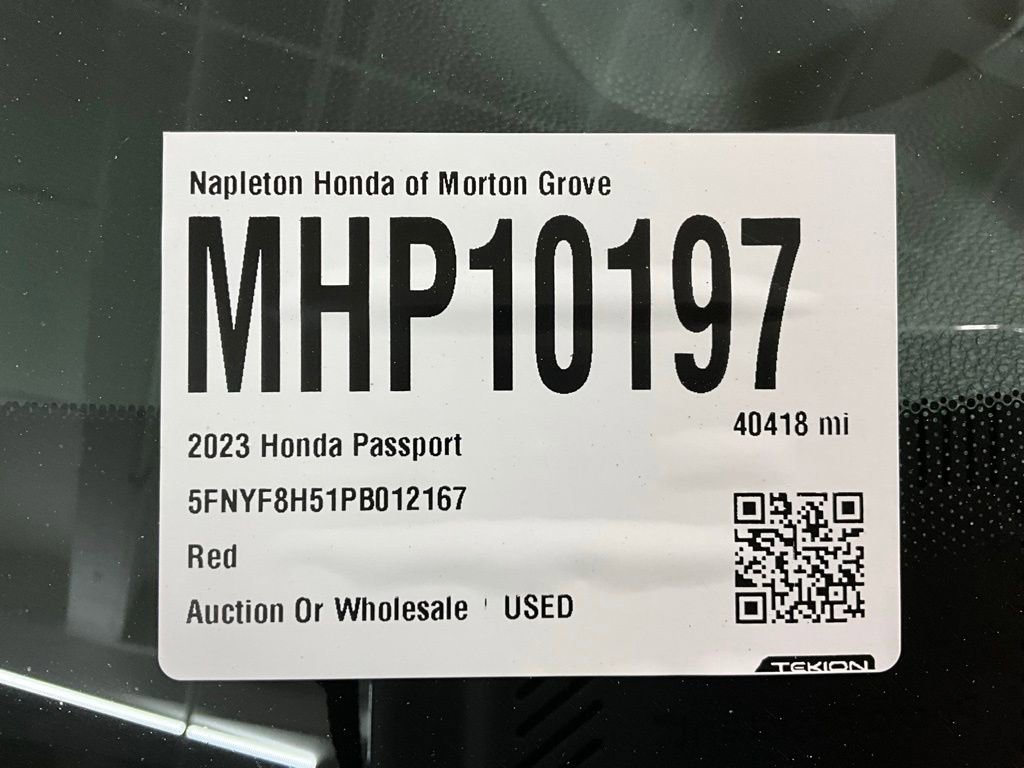 Napleton Honda of Morton Grove
MHP10197
40418 mi
2023 Honda Passport
5FNYF8H51PB012167
Red
Auction Or Wholesale ' USED
TEKION